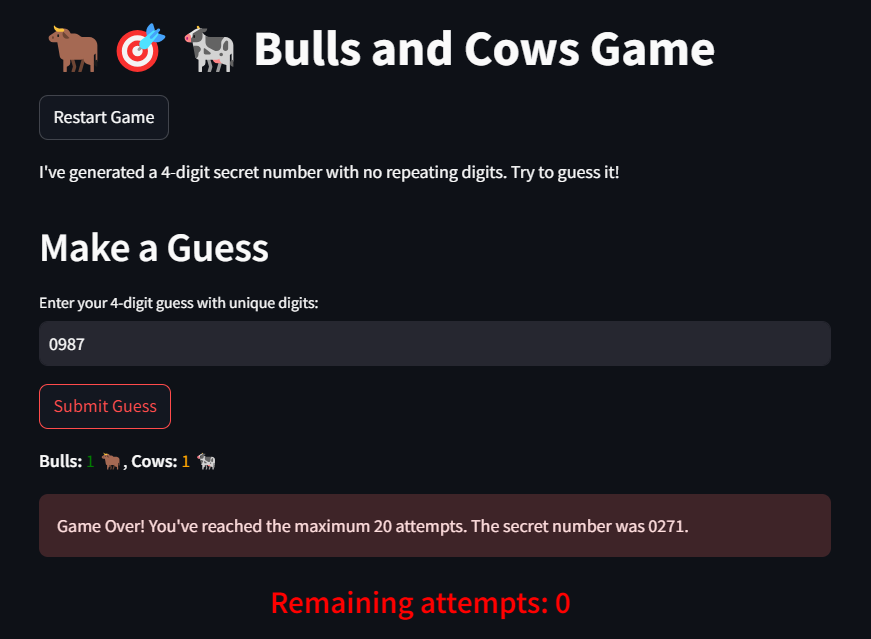 Bulls and Cows Game
Restart Game
I've generated a 4-digit secret number with no repeating digits. Try to guess it!
Make a Guess
Enter your 4-digit guess with unique digits:
0987
Submit Guess
Bulls: 1 🐂, Cows: 1 🐄
Game Over! You've reached the maximum 20 attempts. The secret number was 0271.
Remaining attempts: 0